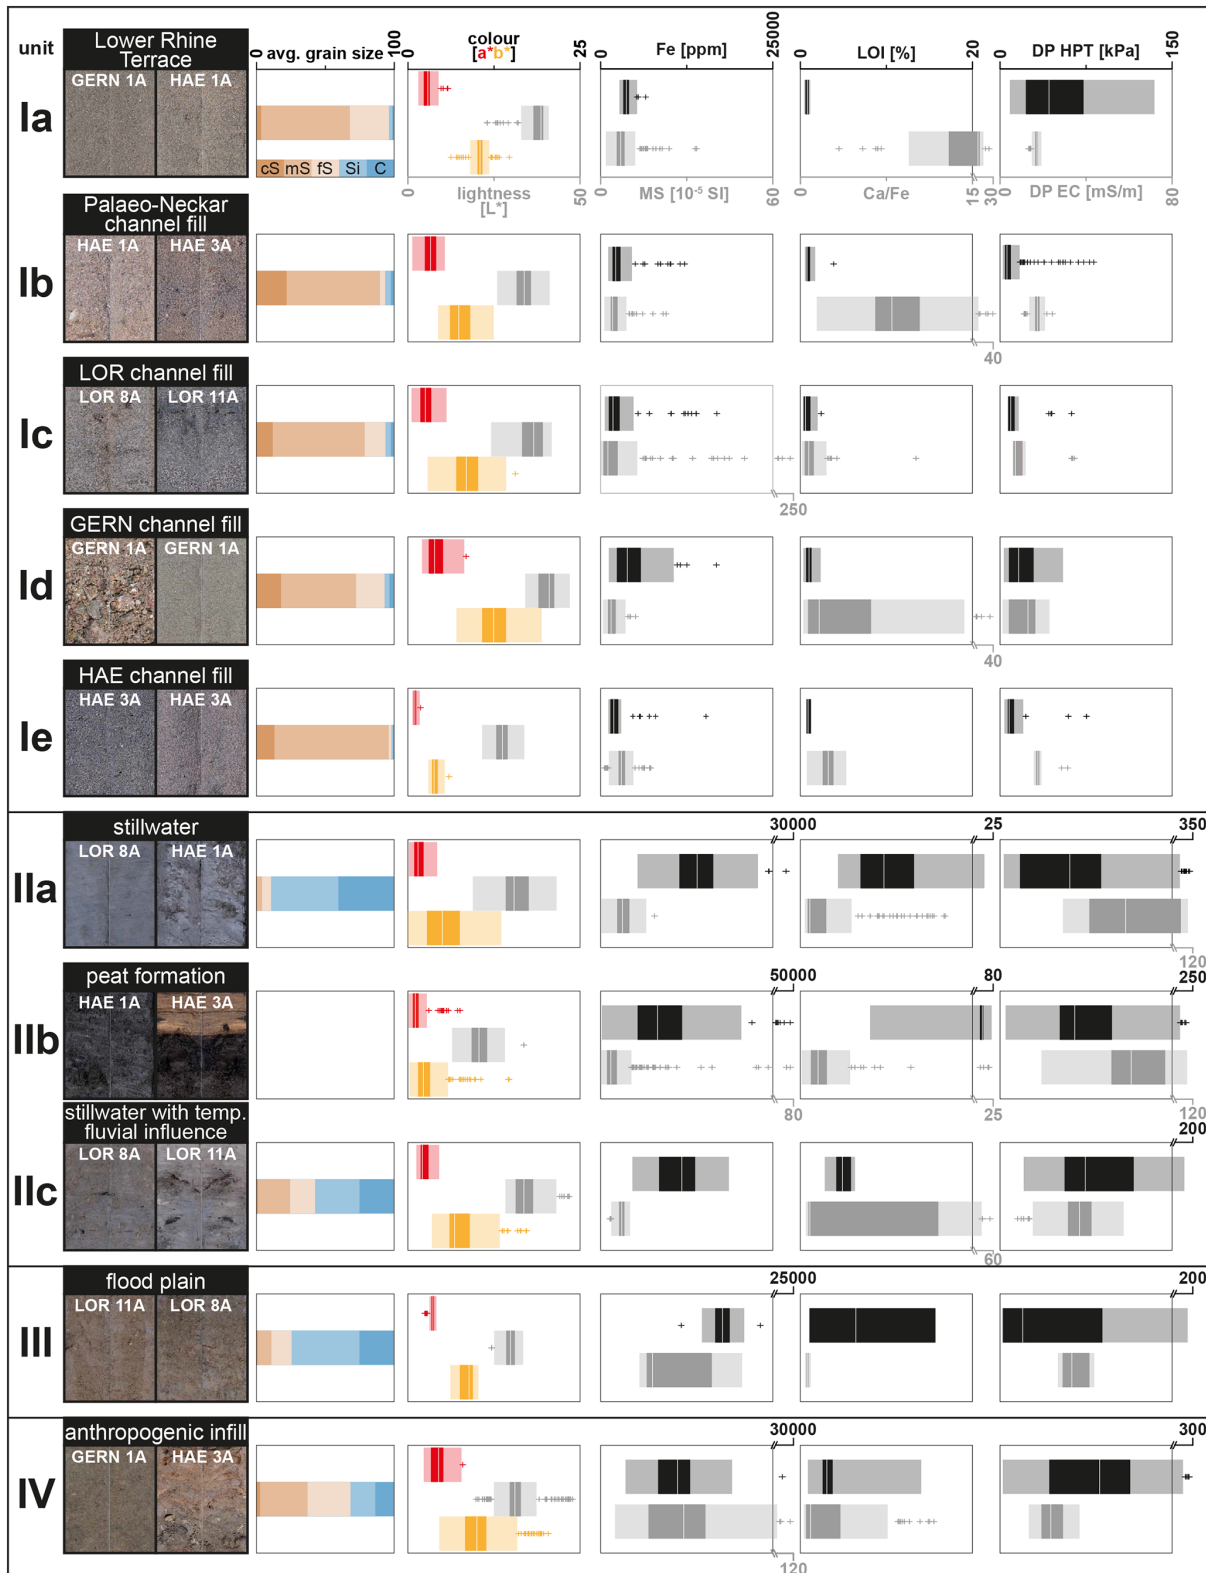 unit
Lower Rhine
Terrace
GERN 1A HAE 1A
0 avg. grain size 100
0 colour 25
[a*b*]
0 Fe [ppm] 25000
0 LOI [%] 20
0 DP HPT [kPa] 150
Ia
cS mS fS Si C
0 lightness 50
[L*]
0 MS [10⁻⁵ SI] 60
0 Ca/Fe 15 30
0 DP EC [mS/m] 80
Palaeo-Neckar
channel fill
HAE 1A HAE 3A
Ib
40
LOR channel fill
LOR 8A LOR 11A
Ic
250
GERN channel fill
GERN 1A GERN 1A
Id
40
HAE channel fill
HAE 3A HAE 3A
Ie
stillwater
30000 25 350
LOR 8A HAE 1A
IIa
120
peat formation
50000 80 250
HAE 1A HAE 3A
IIb
80 25 120
stillwater with temp.
fluvial influence
200
LOR 8A LOR 11A
IIc
60
flood plain
25000 200
LOR 11A LOR 8A
III
anthropogenic infill
30000 300
GERN 1A HAE 3A
IV
120